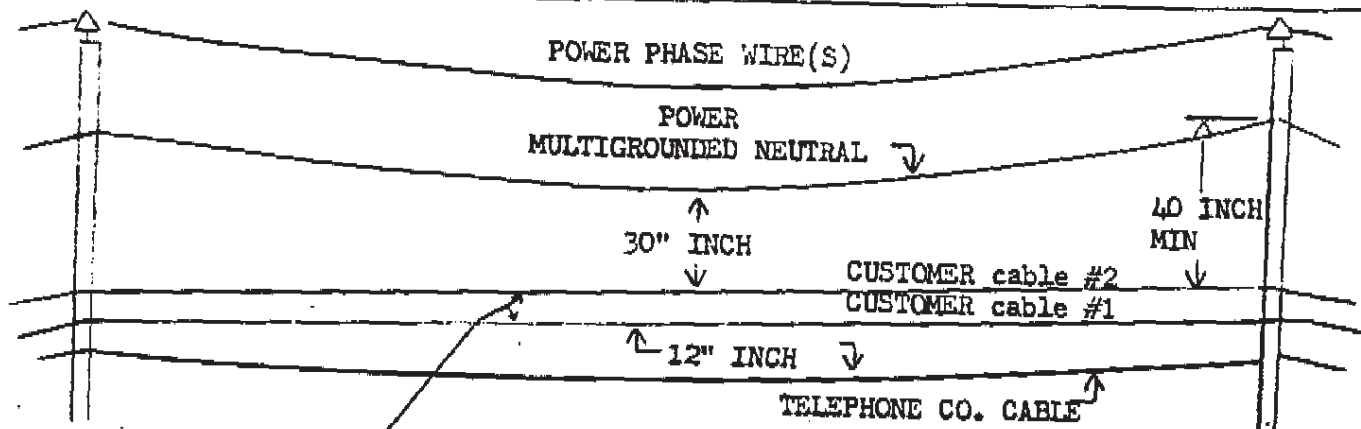 POWER PHASE WIRE(S)
POWER
MULTIGROUNDED NEUTRAL
40 INCH
MIN
30" INCH
CUSTOMER cable #2
CUSTOMER cable #1
12" INCH
TELEPHONE CO. CABLE